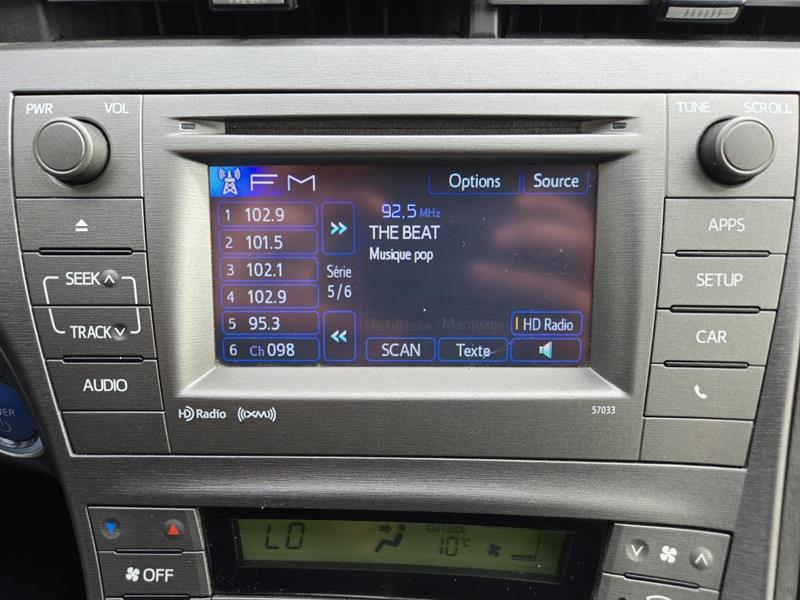 PWR VOL
TUNE SCROLL
FM
Options
Source
1 102.9
2 101.5
3 102.1
4 102.9
5 95.3
6 Ch 098
Série
5/6
92.5 MHz
THE BEAT
Musique pop
Multidiffusion
Marquage
HD Radio
SCAN
Texte
SEEK
TRACK
AUDIO
APPS
SETUP
CAR
HD Radio
((XM))
57033
LO
OUTSIDE
10°C
OFF